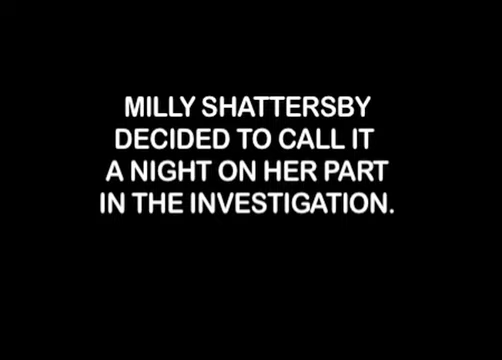 MILLY SHATTERSBY
DECIDED TO CALL IT
A NIGHT ON HER PART
IN THE INVESTIGATION.